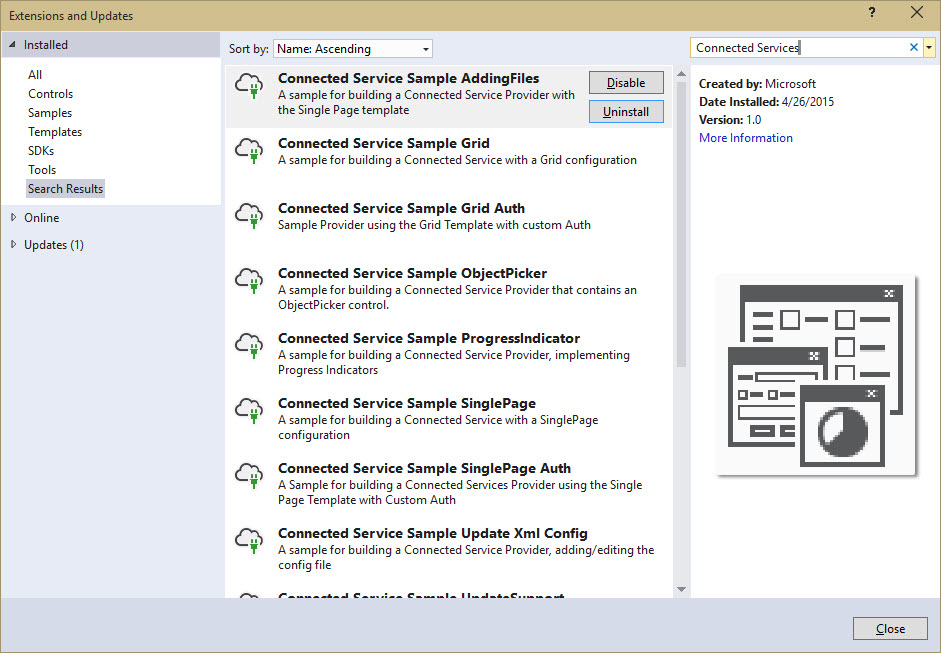 Extensions and Updates
?
Installed
All
Controls
Samples
Templates
SDKs
Tools
Search Results
Online
Updates (1)
Sort by: Name: Ascending
Connected Service Sample AddingFiles
A sample for building a Connected Service Provider with
the Single Page template
Disable
Uninstall
Connected Service Sample Grid
A sample for building a Connected Service with a Grid configuration
Connected Service Sample Grid Auth
Sample Provider using the Grid Template with custom Auth
Connected Service Sample ObjectPicker
A sample for building a Connected Service Provider that contains an
ObjectPicker control.
Connected Service Sample ProgressIndicator
A sample for building a Connected Service Provider, implementing
Progress Indicators
Connected Service Sample SinglePage
A sample for building a Connected Service with a SinglePage
configuration
Connected Service Sample SinglePage Auth
A Sample for building a Connected Services Provider using the Single
Page Template with Custom Auth
Connected Service Sample Update Xml Config
A sample for building a Connected Service Provider, adding/editing the
config file
Connected Service Sample UpdateSupport
Connected Services
Created by: Microsoft
Date Installed: 4/26/2015
Version: 1.0
More Information
Close